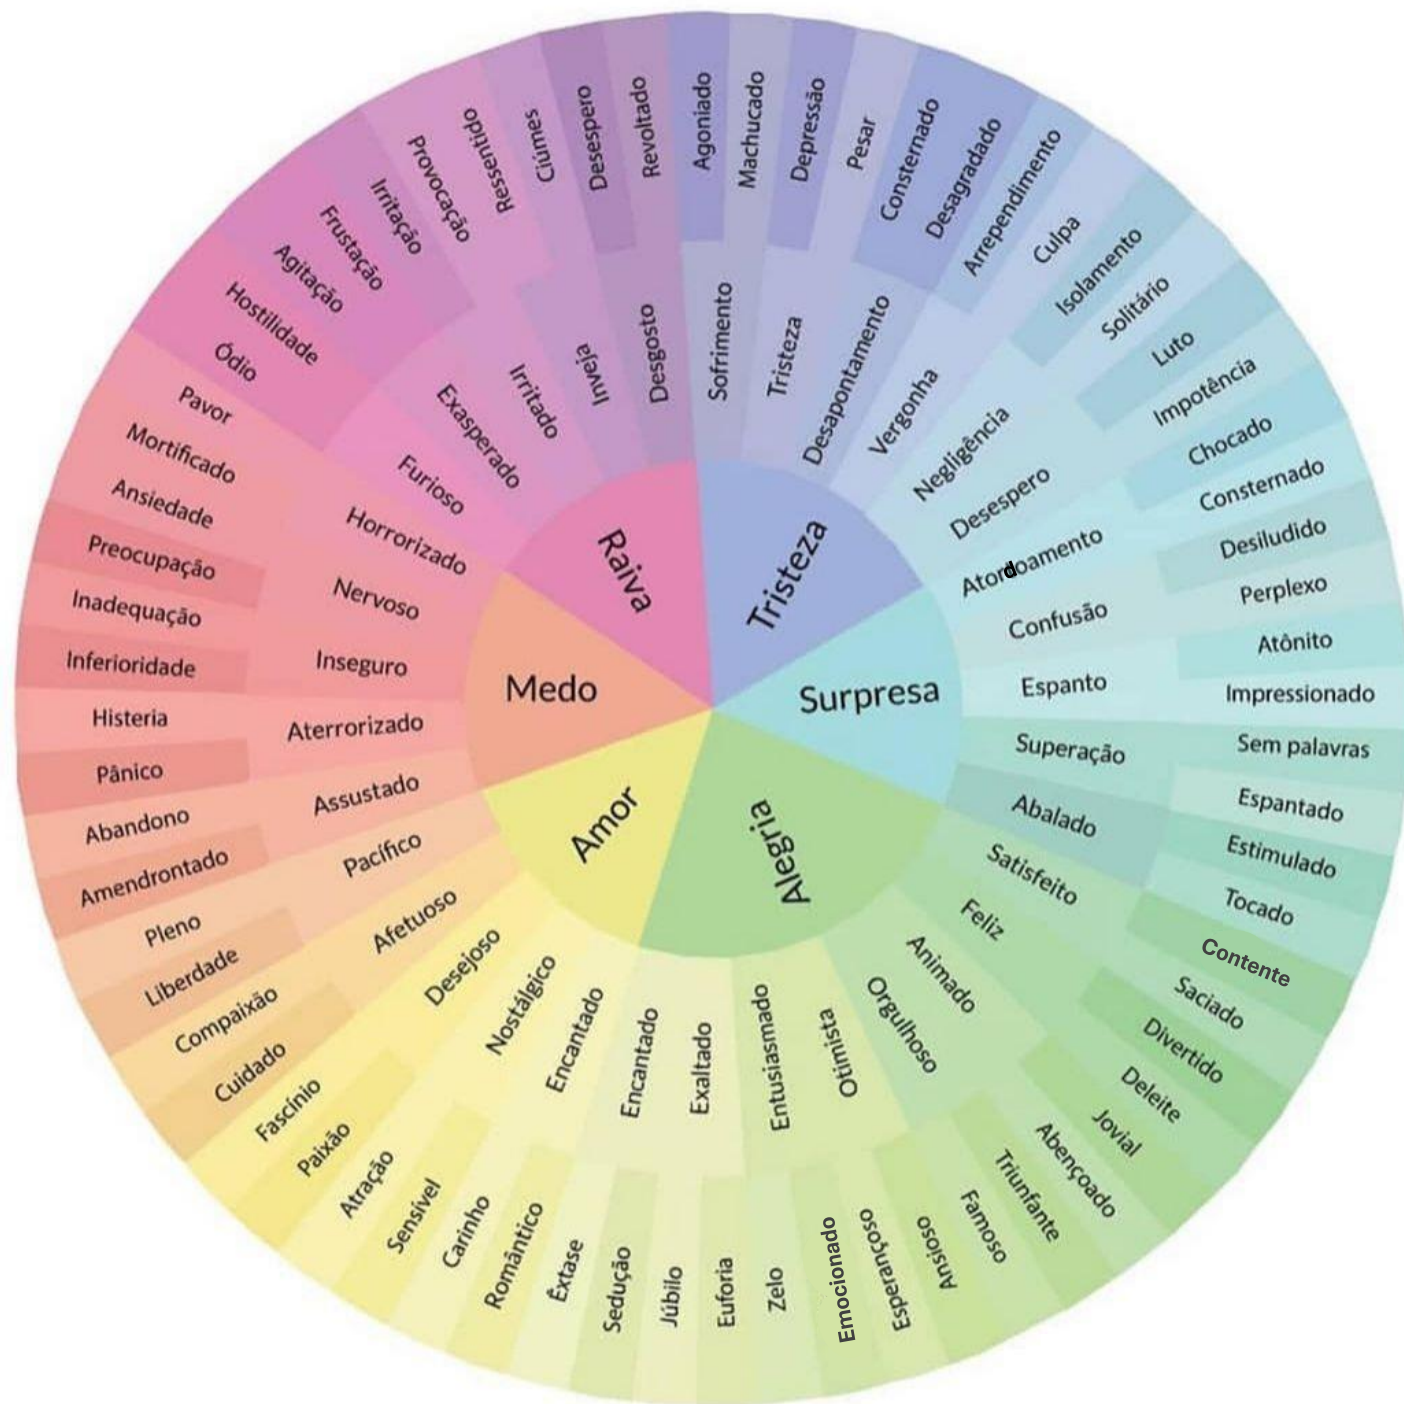 Raiva
Tristeza
Surpresa
Alegria
Amor
Medo
Sofrimento
Tristeza
Desapontamento
Vergonha
Negligência
Desespero
Atordoamento
Confusão
Espanto
Superação
Abalado
Satisfeito
Feliz
Animado
Orgulhoso
Otimista
Entusiasmado
Exaltado
Encantado
Encantado
Nostálgico
Desejoso
Afetuoso
Pacífico
Assustado
Aterrorizado
Inseguro
Nervoso
Horrorizado
Furioso
Exasperado
Irritado
Inveja
Desgosto
Agoniado
Machucado
Depressão
Pesar
Consternado
Desagradado
Arrependimento
Culpa
Isolamento
Solitário
Luto
Impotência
Chocado
Consternado
Desiludido
Perplexo
Atônito
Impressionado
Sem palavras
Espantado
Estimulado
Tocado
Contente
Saciado
Divertido
Deleite
Jovial
Abençoado
Triunfante
Famoso
Ansioso
Esperançoso
Emocionado
Zelo
Euforia
Júbilo
Sedução
Êxtase
Romântico
Carinho
Sensível
Atração
Paixão
Fascínio
Cuidado
Compaixão
Liberdade
Pleno
Amendrontado
Abandono
Pânico
Histeria
Inferioridade
Inadequação
Preocupação
Ansiedade
Mortificado
Pavor
Ódio
Hostilidade
Agitação
Frustação
Irritação
Provocação
Ressentido
Ciúmes
Desespero
Revoltado